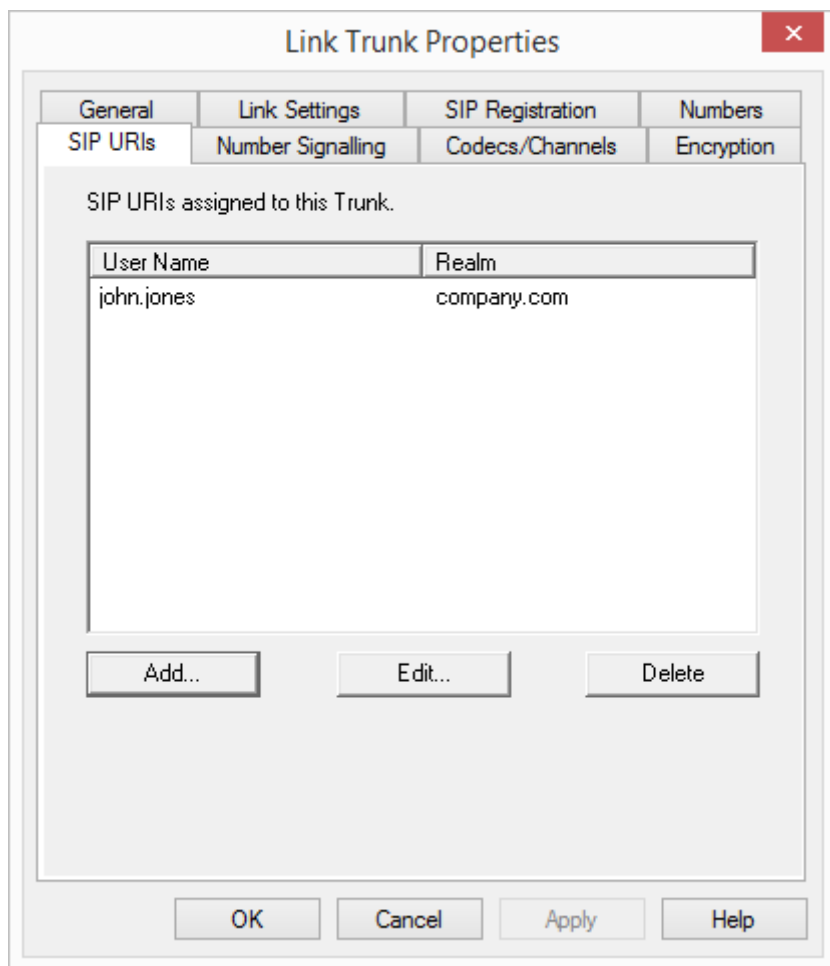 Link Trunk Properties
General Link Settings SIP Registration Numbers
SIP URIs Number Signalling Codecs/Channels Encryption
SIP URIs assigned to this Trunk.
User Name Realm
john.jones company.com
Add... Edit... Delete
OK Cancel Apply Help